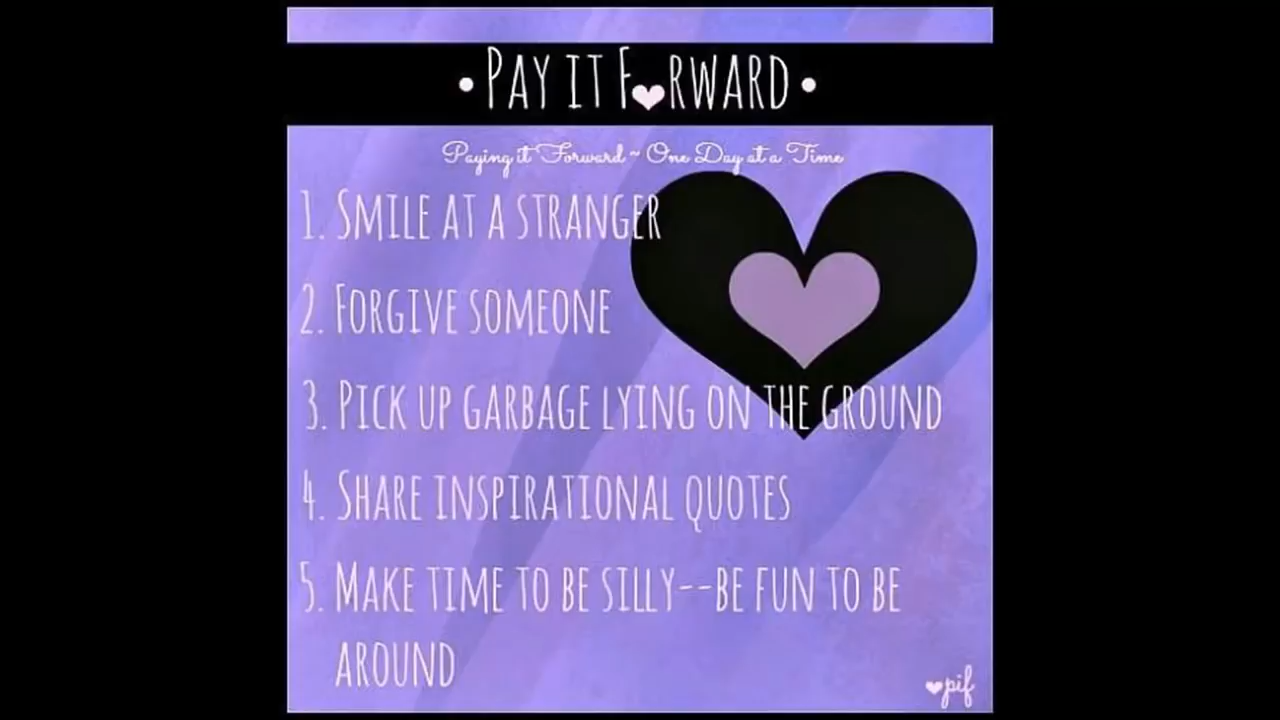 • PAY IT F❤RWARD •
Paying it Forward ~ One Day at a Time
1. SMILE AT A STRANGER
2. FORGIVE SOMEONE
3. PICK UP GARBAGE LYING ON THE GROUND
4. SHARE INSPIRATIONAL QUOTES
5. MAKE TIME TO BE SILLY--BE FUN TO BE
AROUND
❤pif